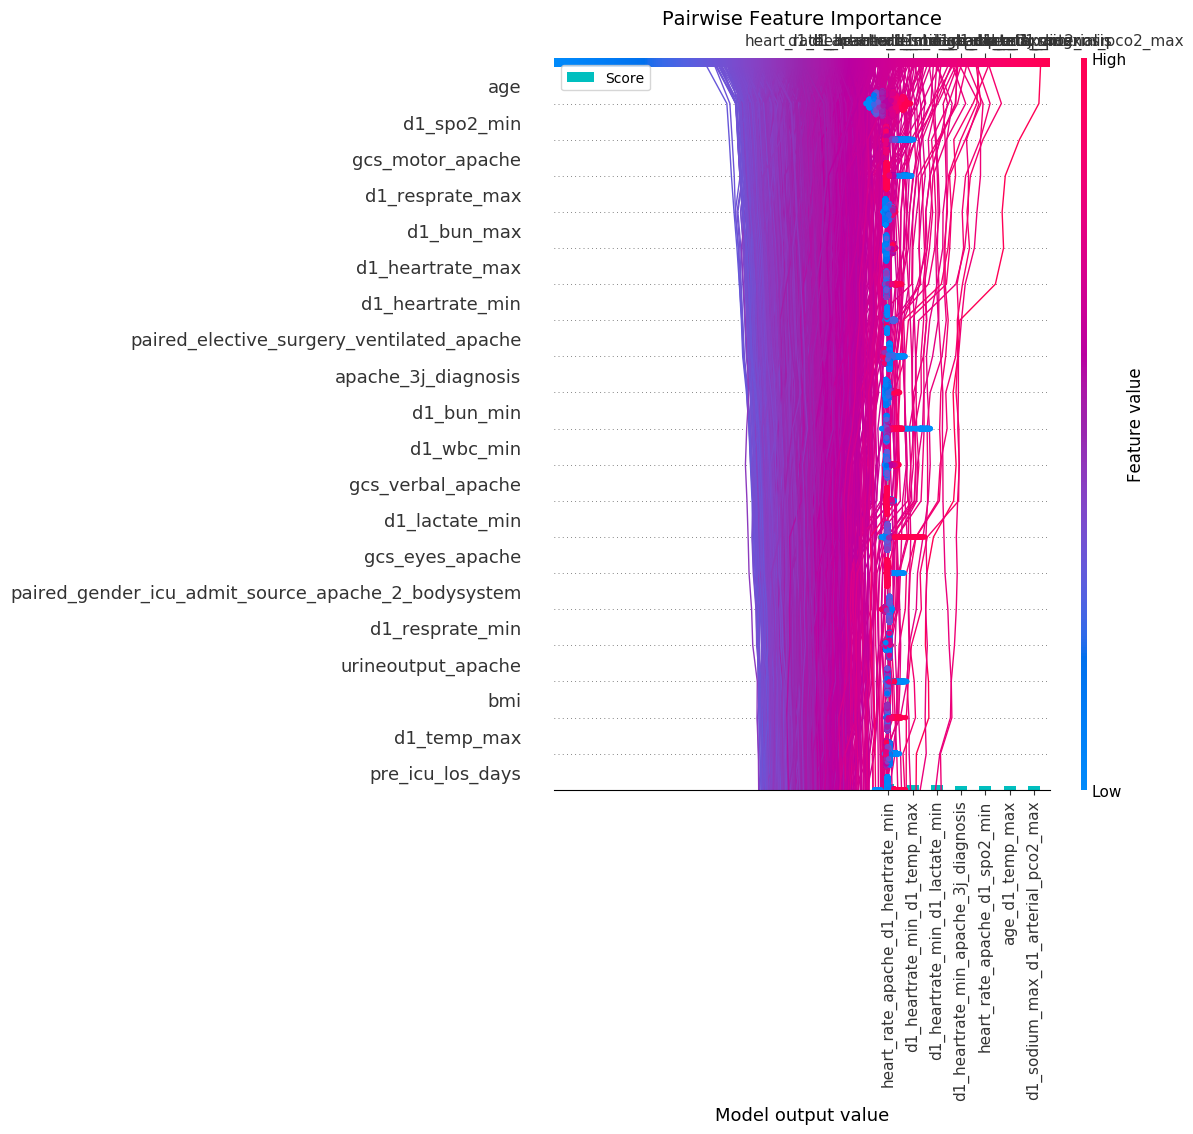 Pairwise Feature Importance
High
Score
age
d1_spo2_min
gcs_motor_apache
d1_resprate_max
d1_bun_max
d1_heartrate_max
d1_heartrate_min
paired_elective_surgery_ventilated_apache
apache_3j_diagnosis
d1_bun_min
d1_wbc_min
gcs_verbal_apache
d1_lactate_min
gcs_eyes_apache
paired_gender_icu_admit_source_apache_2_bodysystem
d1_resprate_min
urineoutput_apache
bmi
d1_temp_max
pre_icu_los_days
Feature value
Low
heart_rate_apache_d1_heartrate_min
d1_heartrate_min_d1_temp_max
d1_heartrate_min_d1_lactate_min
d1_heartrate_min_apache_3j_diagnosis
heart_rate_apache_d1_spo2_min
age_d1_temp_max
d1_sodium_max_d1_arterial_pco2_max
Model output value